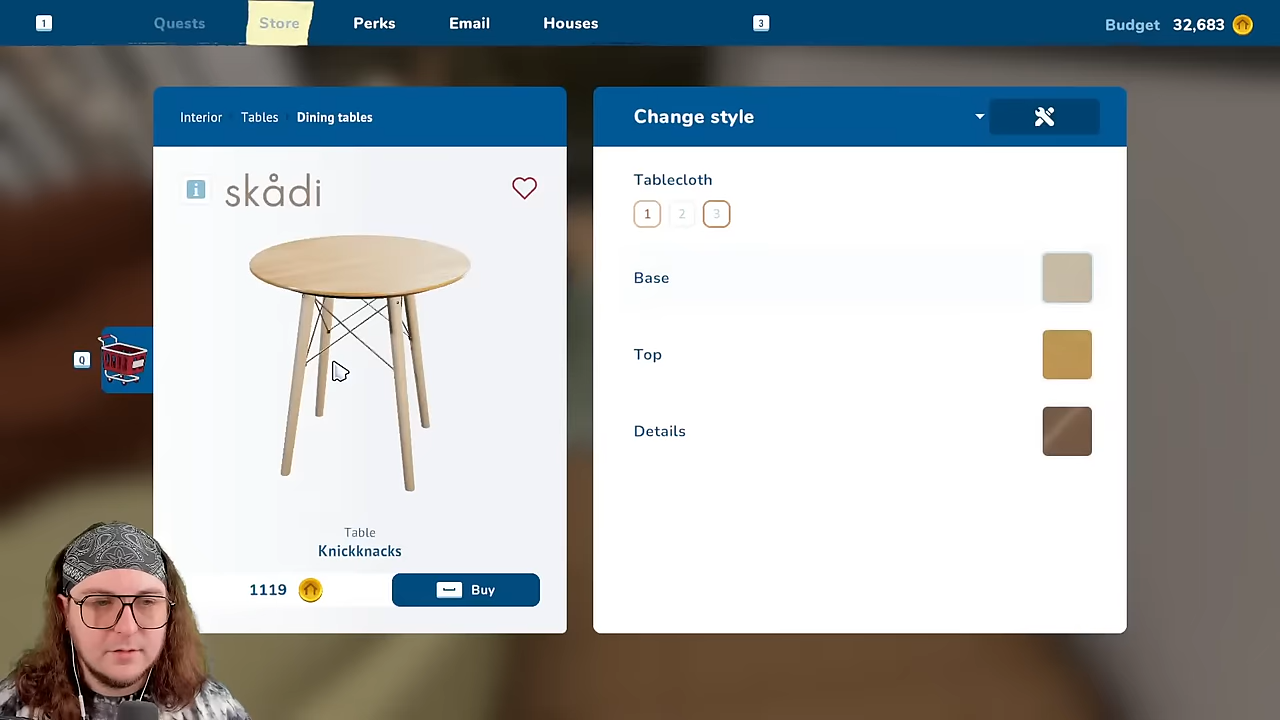 1 Quests Store Perks Email Houses 3 Budget 32,683
Interior Tables Dining tables
Change style
i skådi
Tablecloth
1 2 3
Base
Q
Top
Details
Table
Knickknacks
1119 Buy